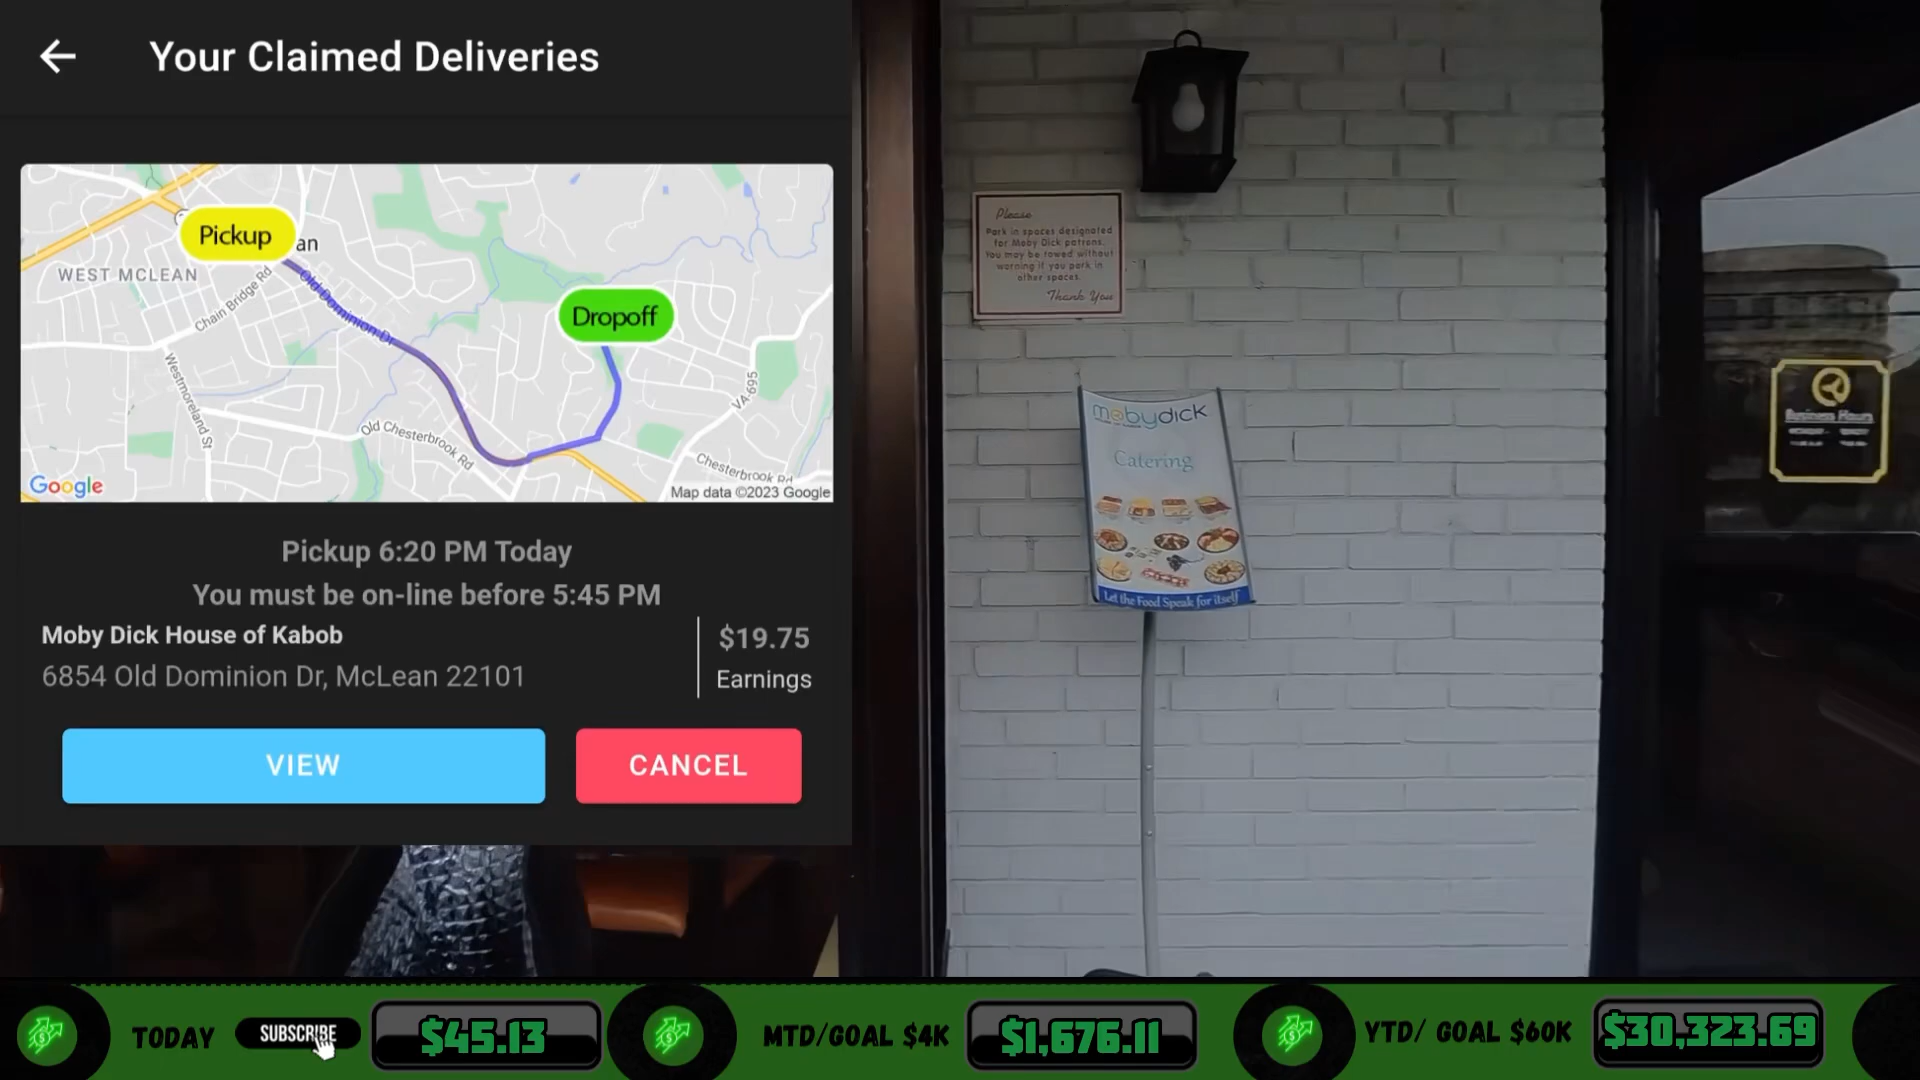 Your Claimed Deliveries
Pickup
an
WEST MCLEAN
Chain Bridge Rd
Old Dominion Dr
Dropoff
Westmoreland St
Old Chesterbrook Rd
VA-695
Chesterbrook Rd
Google
Map data ©2023 Google
Pickup 6:20 PM Today
You must be on-line before 5:45 PM
Moby Dick House of Kabob
6854 Old Dominion Dr, McLean 22101
$19.75
Earnings
VIEW
CANCEL
Please
Park in spaces designated
for Moby Dick patrons.
You may be towed without
warning if you park in
other spaces.
Thank You
mobydick
Catering
Let the Food Speak for itself
Business Hours
TODAY
SUBSCRIBE
$45.13
MTD/GOAL $4K
$1,676.11
YTD/ GOAL $60K
$30,323.69